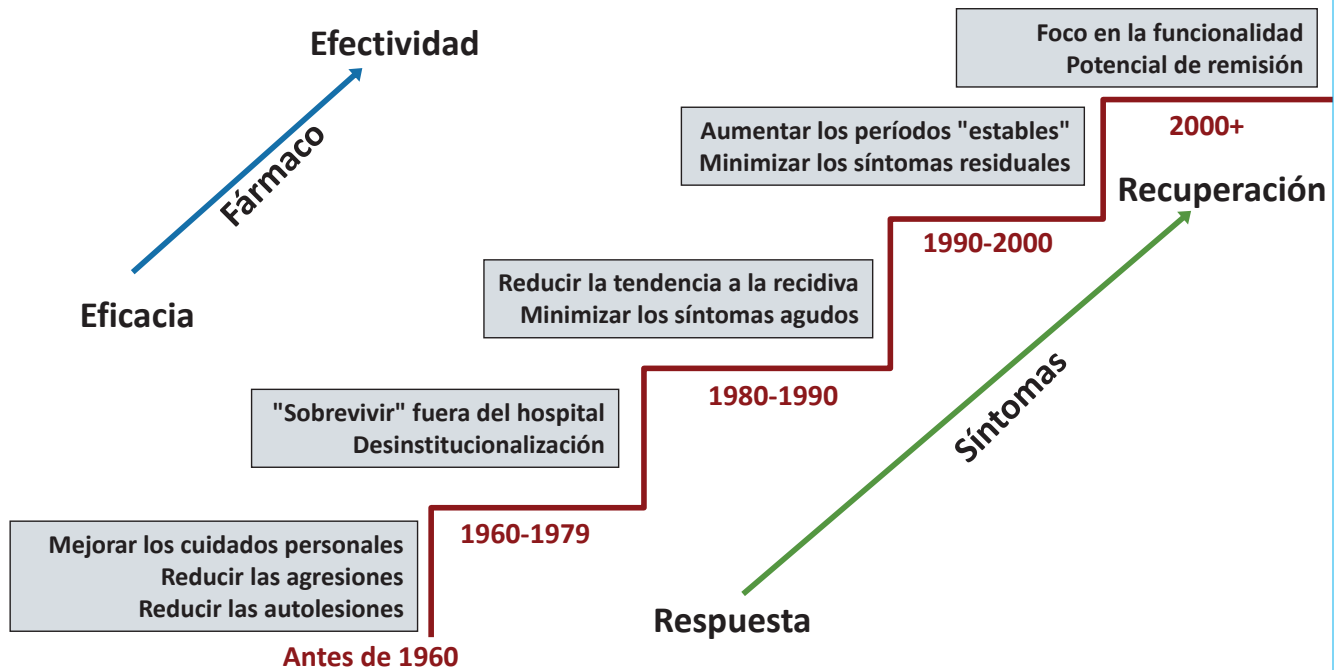 Efectividad
Fármaco
Eficacia
Foco en la funcionalidad
Potencial de remisión
2000+
Aumentar los períodos "estables"
Minimizar los síntomas residuales
1990-2000
Recuperación
Síntomas
Respuesta
Reducir la tendencia a la recidiva
Minimizar los síntomas agudos
1980-1990
"Sobrevivir" fuera del hospital
Desinstitucionalización
1960-1979
Mejorar los cuidados personales
Reducir las agresiones
Reducir las autolesiones
Antes de 1960